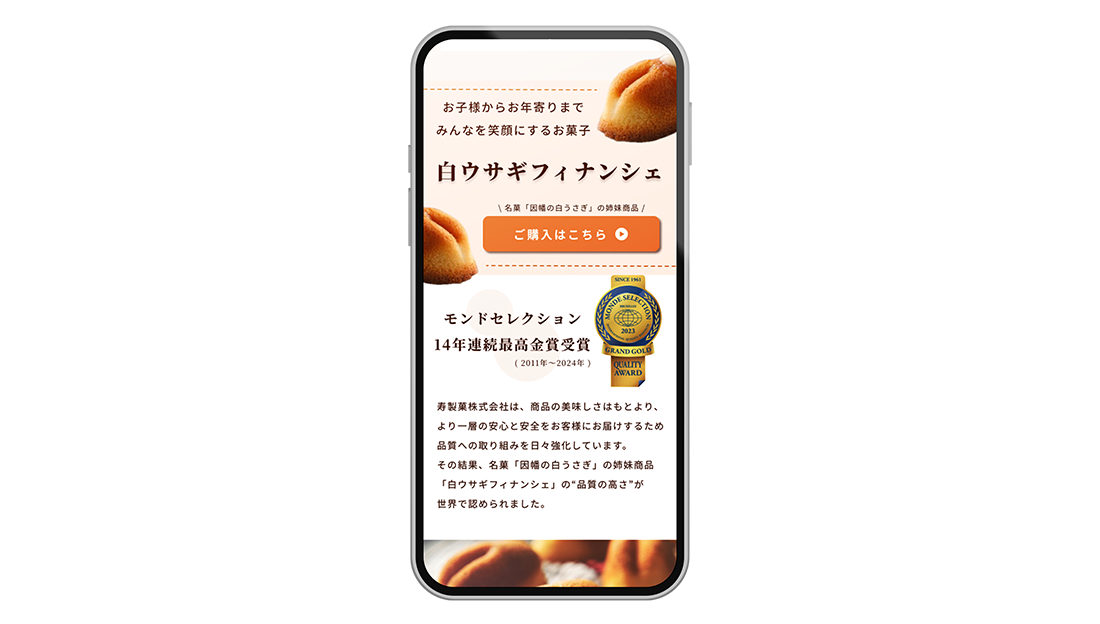 お子様からお年寄りまで
みんなを笑顔にするお菓子
白ウサギフィナンシェ
\ 名菓「因幡の白うさぎ」の姉妹商品 /
ご購入はこちら
SINCE 1961
MONDE SELECTION
2023
GRAND GOLD
QUALITY
AWARD
モンドセレクション
14年連続最高金賞受賞
( 2011年～2024年 )
寿製菓株式会社は、商品の美味しさはもとより、
より一層の安心と安全をお客様にお届けするため
品質への取り組みを日々強化しています。
その結果、名菓「因幡の白うさぎ」の姉妹商品
「白ウサギフィナンシェ」の“品質の高さ”が
世界で認められました。